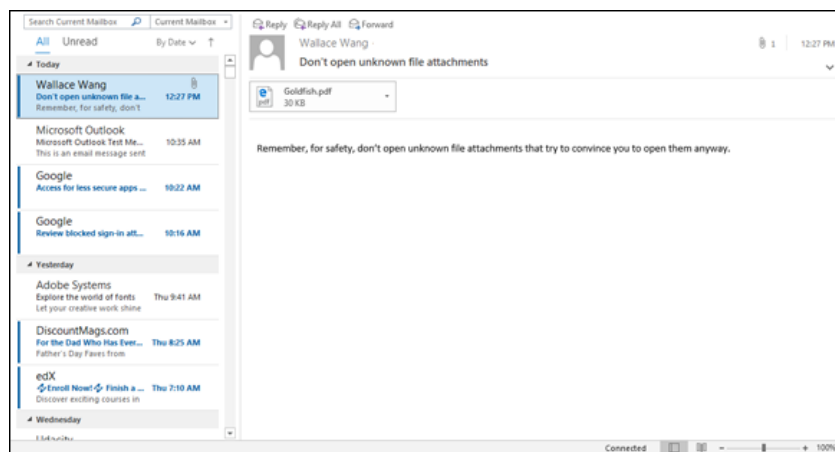 Search Current Mailbox Current Mailbox
All Unread By Date
Today
Wallace Wang
Don't open unknown file a... 12:27 PM
Remember, for safety, don't
Microsoft Outlook
Microsoft Outlook Test Me... 10:35 AM
This is an email message sent
Google
Access for less secure apps ... 10:22 AM
Google
Review blocked sign-in att... 10:16 AM
Yesterday
Adobe Systems
Explore the world of fonts Thu 9:41 AM
Let your creative work shine
DiscountMags.com
For the Dad Who Has Ever... Thu 8:25 AM
Father's Day Faves from
edX
Enroll Now! Finish a ... Thu 7:10 AM
Discover exciting courses in
Wednesday
Udacity
Reply Reply All Forward
Wallace Wang
1 12:27 PM
Don't open unknown file attachments
Goldfish.pdf
30 KB
Remember, for safety, don't open unknown file attachments that try to convince you to open them anyway.
Connected 100%